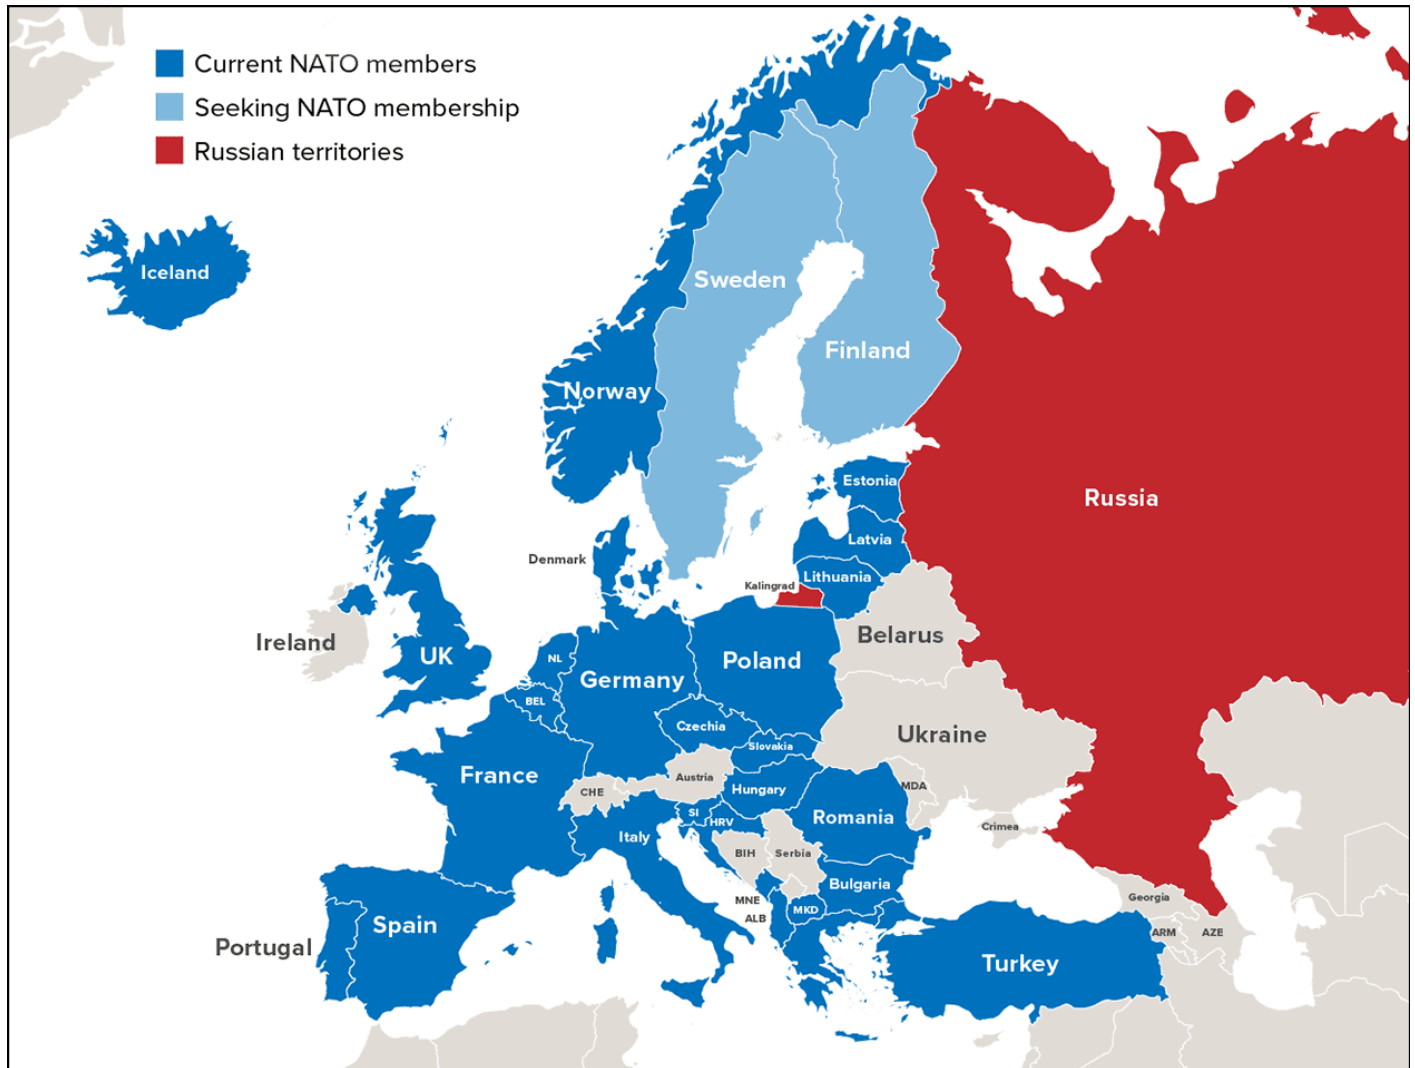 Current NATO members
Seeking NATO membership
Russian territories
Iceland
Sweden
Finland
Norway
Russia
Estonia
Latvia
Denmark
Lithuania
Kalingrad
Belarus
Ireland
UK
NL
Germany
Poland
BEL
Czechia
Ukraine
Slovakia
France
Austria
CHE
Hungary
MDA
SI
HRV
Romania
Crimea
Italy
BIH
Serbia
Bulgaria
Georgia
MNE
MKD
ALB
Spain
ARM
AZE
Portugal
Turkey